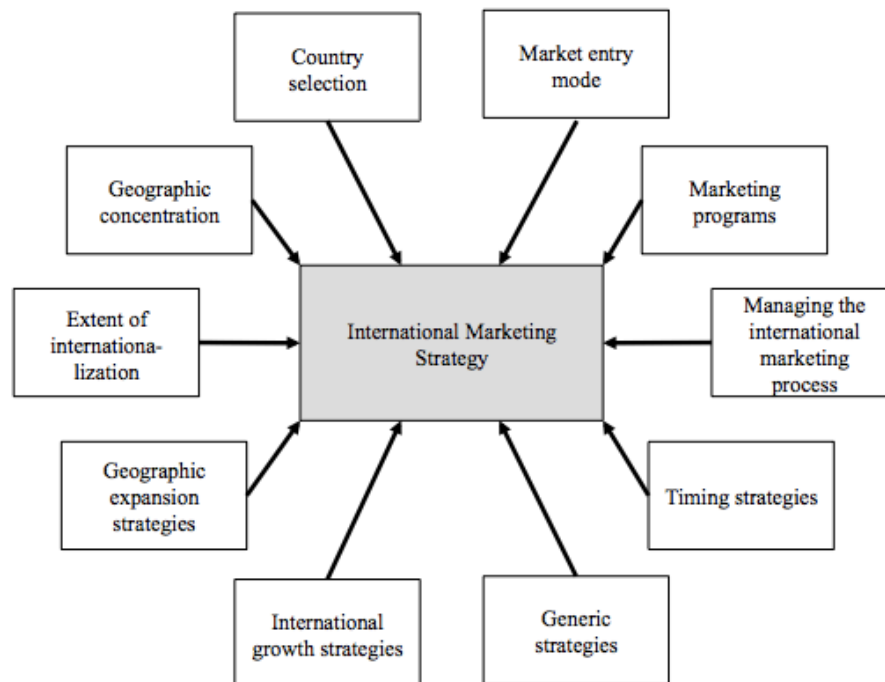 Country
selection
Market entry
mode
Geographic
concentration
Marketing
programs
Extent of
internationa-
lization
International Marketing
Strategy
Managing the
international
marketing
process
Geographic
expansion
strategies
Timing strategies
International
growth strategies
Generic
strategies